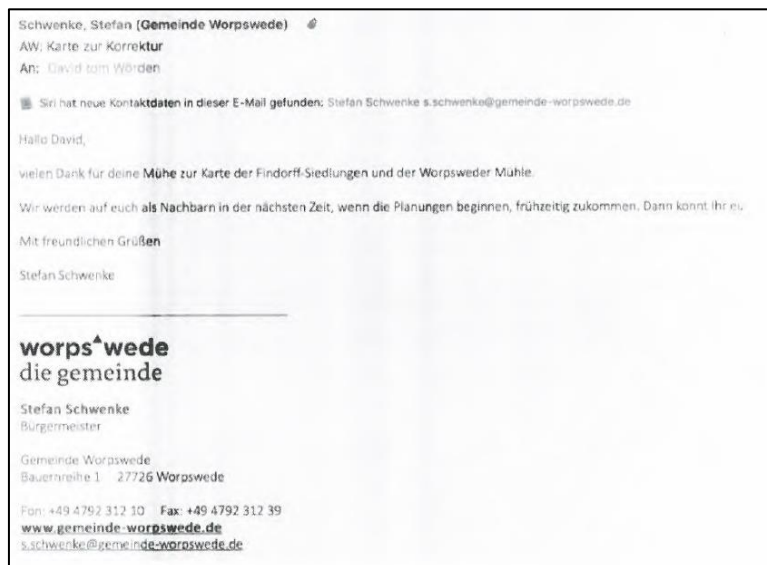 Schwenke, Stefan (Gemeinde Worpswede)
AW: Karte zur Korrektur
An: David tom Wörden
Siri hat neue Kontaktdaten in dieser E-Mail gefunden: Stefan Schwenke s.schwenke@gemeinde-worpswede.de
Hallo David,
vielen Dank für deine Mühe zur Karte der Findorff-Siedlungen und der Worpsweder Mühle.
Wir werden auf euch als Nachbarn in der nächsten Zeit, wenn die Planungen beginnen, frühzeitig zukommen. Dann könnt ihr eu
Mit freundlichen Grüßen
Stefan Schwenke
worps▲wede
die gemeinde
Stefan Schwenke
Bürgermeister
Gemeinde Worpswede
Bauernreihe 1 27726 Worpswede
Fon: +49 4792 312 10 Fax: +49 4792 312 39
www.gemeinde-worpswede.de
s.schwenke@gemeinde-worpswede.de